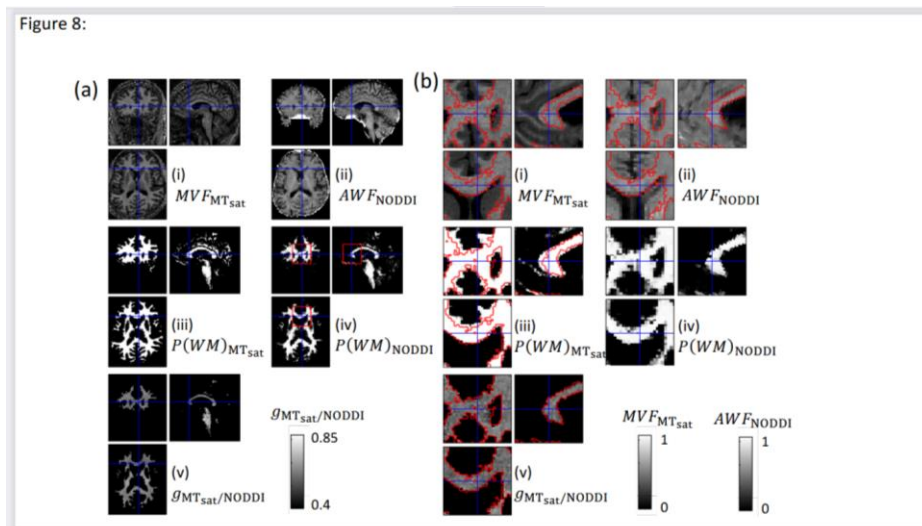 Figure 8:
(a)
(i)
MVF_MTsat
(ii)
AWF_NODDI
(iii)
P(WM)_MTsat
(iv)
P(WM)_NODDI
(v)
g_MTsat/NODDI
g_MTsat/NODDI
0.85
0.4
(b)
(i)
MVF_MTsat
(ii)
AWF_NODDI
(iii)
P(WM)_MTsat
(iv)
P(WM)_NODDI
(v)
g_MTsat/NODDI
MVF_MTsat
1
0
AWF_NODDI
1
0